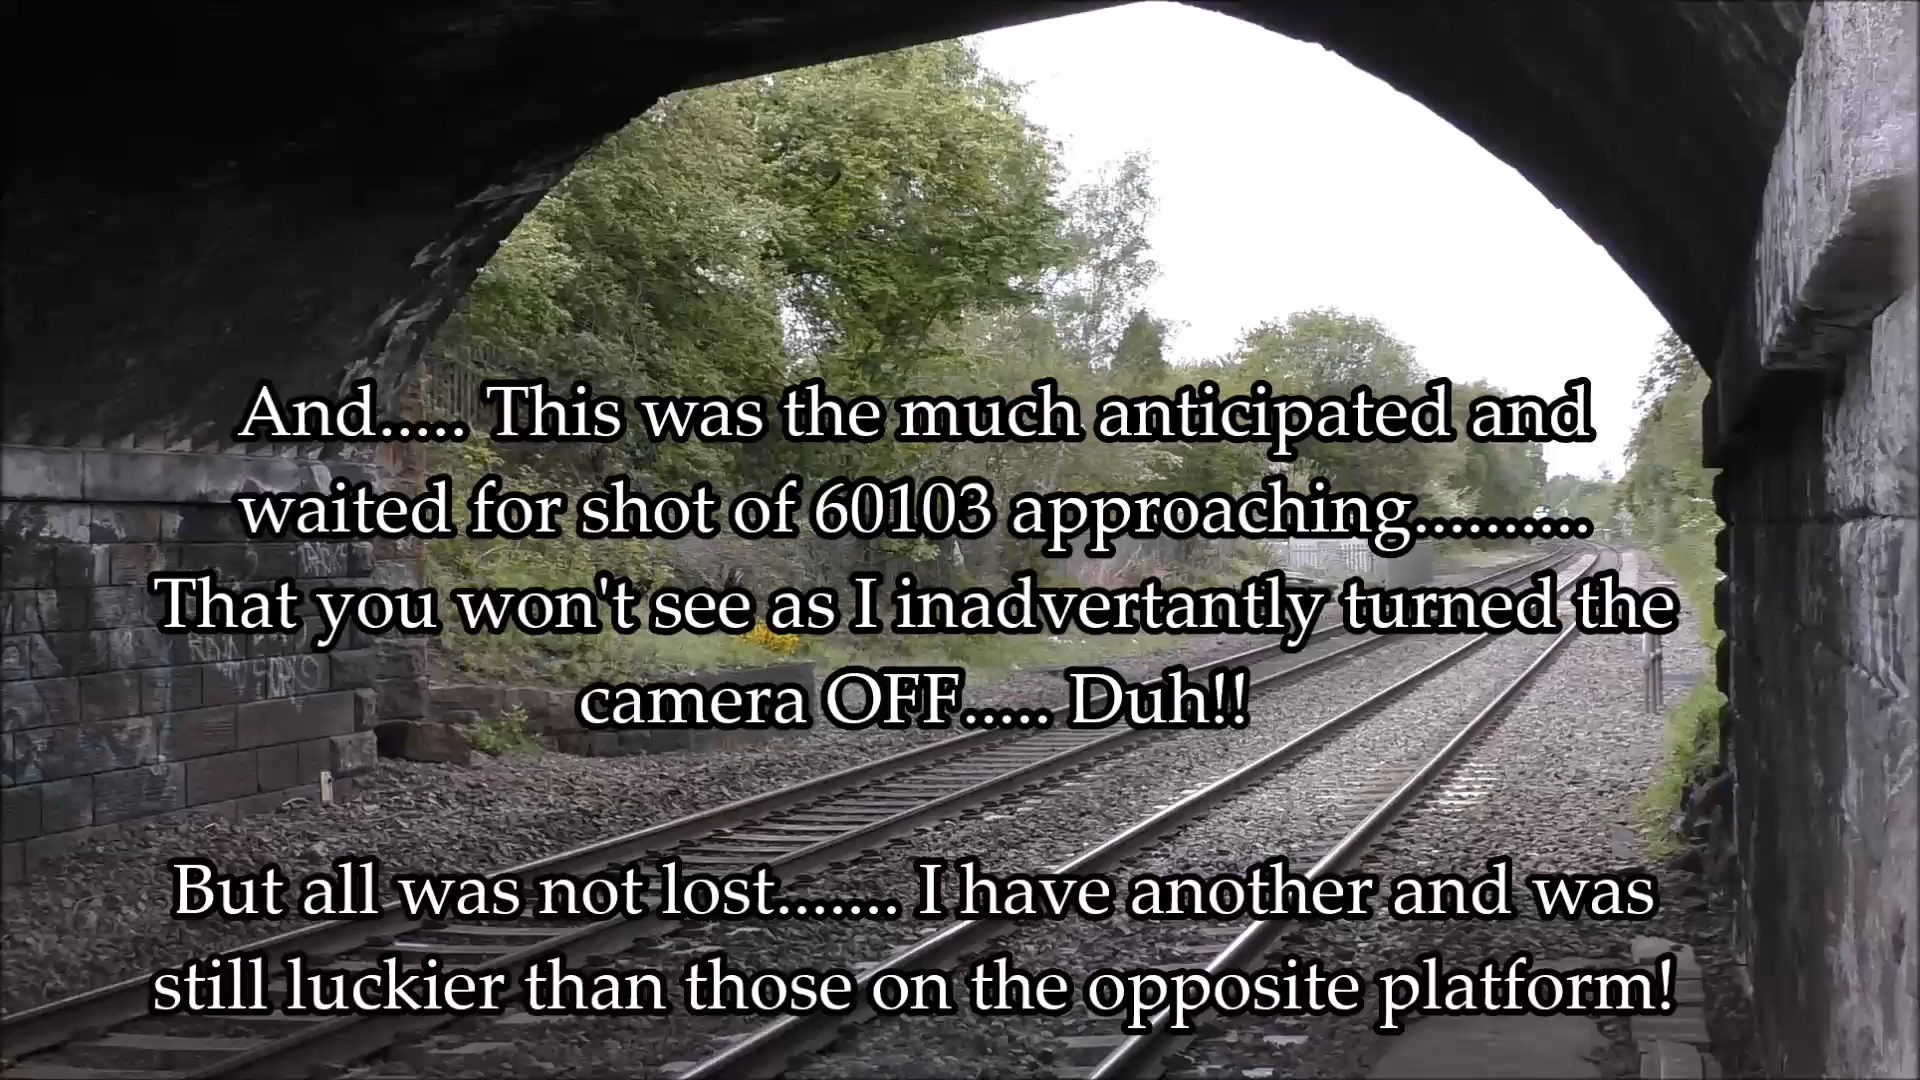 And..... This was the much anticipated and
waited for shot of 60103 approaching..........
That you won't see as I inadvertantly turned the
camera OFF..... Duh!!
But all was not lost....... I have another and was
still luckier than those on the opposite platform!